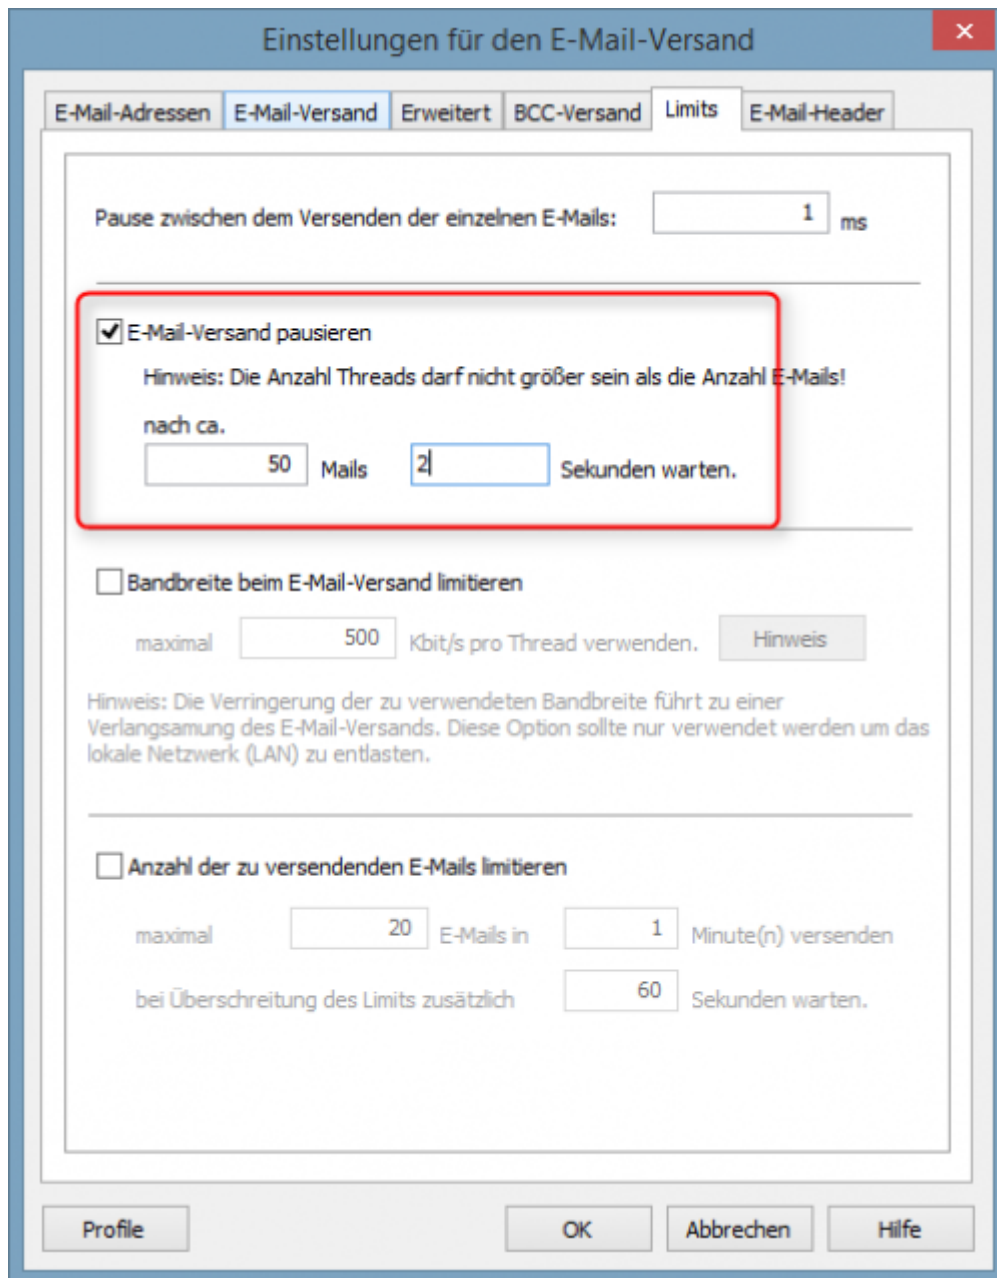 Einstellungen für den E-Mail-Versand
E-Mail-Adressen E-Mail-Versand Erweitert BCC-Versand Limits E-Mail-Header
Pause zwischen dem Versenden der einzelnen E-Mails: 1 ms
E-Mail-Versand pausieren
Hinweis: Die Anzahl Threads darf nicht größer sein als die Anzahl E-Mails!
nach ca.
50 Mails 2 Sekunden warten.
Bandbreite beim E-Mail-Versand limitieren
maximal 500 Kbit/s pro Thread verwenden. Hinweis
Hinweis: Die Verringerung der zu verwendeten Bandbreite führt zu einer
Verlangsamung des E-Mail-Versands. Diese Option sollte nur verwendet werden um das
lokale Netzwerk (LAN) zu entlasten.
Anzahl der zu versendenden E-Mails limitieren
maximal 20 E-Mails in 1 Minute(n) versenden
bei Überschreitung des Limits zusätzlich 60 Sekunden warten.
Profile OK Abbrechen Hilfe